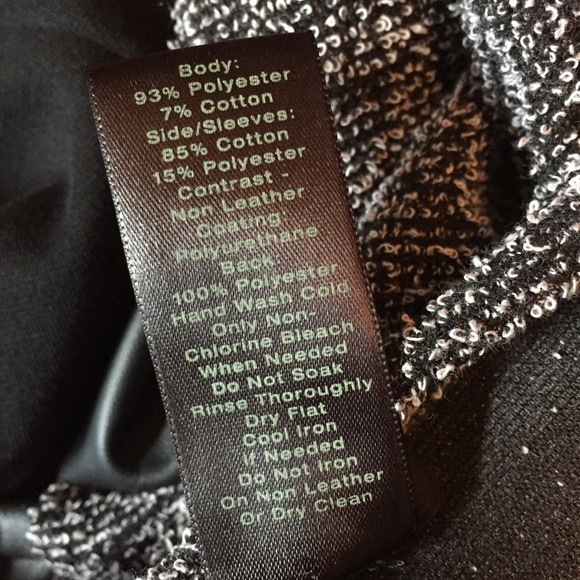 Body:
93% Polyester
7% Cotton
Side/Sleeves:
85% Cotton
15% Polyester
Contrast -
Non Leather
Coating:
Polyurethane
Back:
100% Polyester
Hand Wash Cold
Only Non-
Chlorine Bleach
When Needed
Do Not Soak
Rinse Thoroughly
Dry Flat
Cool Iron
If Needed
Do Not Iron
On Non Leather
Or Dry Clean